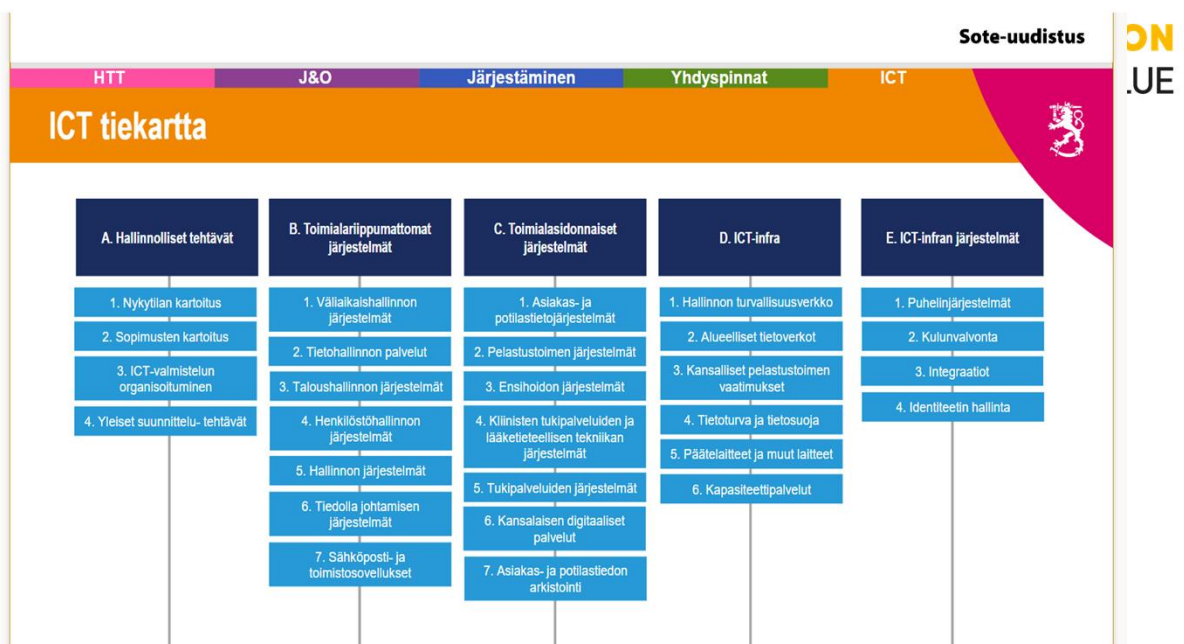 Sote-uudistus
ON
LUE
HTT
J&O
Järjestäminen
Yhdyspinnat
ICT
ICT tiekartta
A. Hallinnolliset tehtävät
1. Nykytilan kartoitus
2. Sopimusten kartoitus
3. ICT-valmistelun
organisoituminen
4. Yleiset suunnittelu- tehtävät
B. Toimialariippumattomat
järjestelmät
1. Väliaikaishallinnon
järjestelmät
2. Tietohallinnon palvelut
3. Taloushallinnon järjestelmät
4. Henkilöstöhallinnon
järjestelmät
5. Hallinnon järjestelmät
6. Tiedolla johtamisen
järjestelmät
7. Sähköposti- ja
toimistosovellukset
C. Toimialasidonnaiset
järjestelmät
1. Asiakas- ja
potilastietojärjestelmät
2. Pelastustoimen järjestelmät
3. Ensihoidon järjestelmät
4. Kliinisten tukipalveluiden ja
lääketieteellisen tekniikan
järjestelmät
5. Tukipalveluiden järjestelmät
6. Kansalaisen digitaaliset
palvelut
7. Asiakas- ja potilastiedon
arkistointi
D. ICT-infra
1. Hallinnon turvallisuusverkko
2. Alueelliset tietoverkot
3. Kansalliset pelastustoimen
vaatimukset
4. Tietoturva ja tietosuoja
5. Päätelaitteet ja muut laitteet
6. Kapasiteettipalvelut
E. ICT-infran järjestelmät
1. Puhelinjärjestelmät
2. Kulunvalvonta
3. Integraatiot
4. Identiteetin hallinta